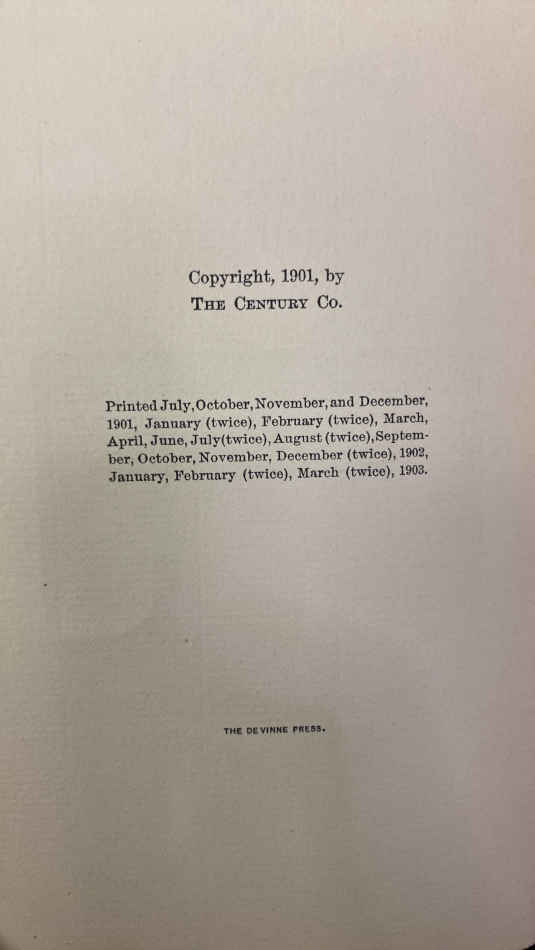 Copyright, 1901, by
THE CENTURY CO.
Printed July, October, November, and December,
1901, January (twice), February (twice), March,
April, June, July (twice), August (twice), Septem-
ber, October, November, December (twice), 1902,
January, February (twice), March (twice), 1903.
THE DEVINNE PRESS.